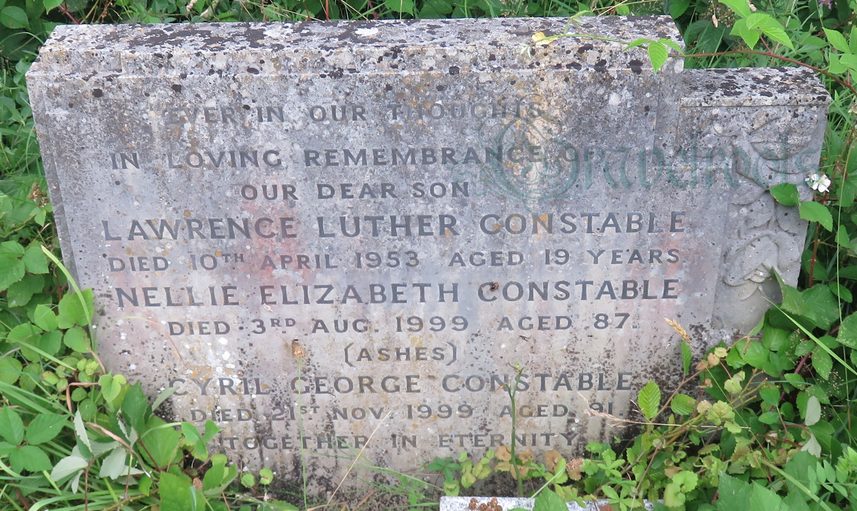 EVER IN OUR THOUGHTS
IN LOVING REMEMBRANCE OF
OUR DEAR SON
LAWRENCE LUTHER CONSTABLE
DIED 10TH APRIL 1953 AGED 19 YEARS
NELLIE ELIZABETH CONSTABLE
DIED 3RD AUG. 1999 AGED 87.
(ASHES)
CYRIL GEORGE CONSTABLE
DIED 21ST NOV. 1999 AGED
TOGETHER IN ETERNITY